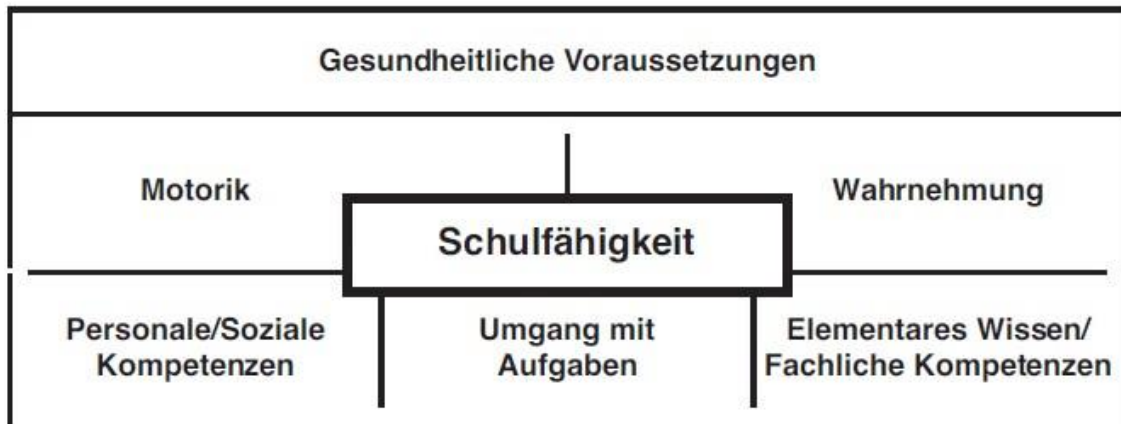 Gesundheitliche Voraussetzungen
Motorik
Wahrnehmung
Schulfähigkeit
Personale/Soziale
Kompetenzen
Umgang mit
Aufgaben
Elementares Wissen/
Fachliche Kompetenzen